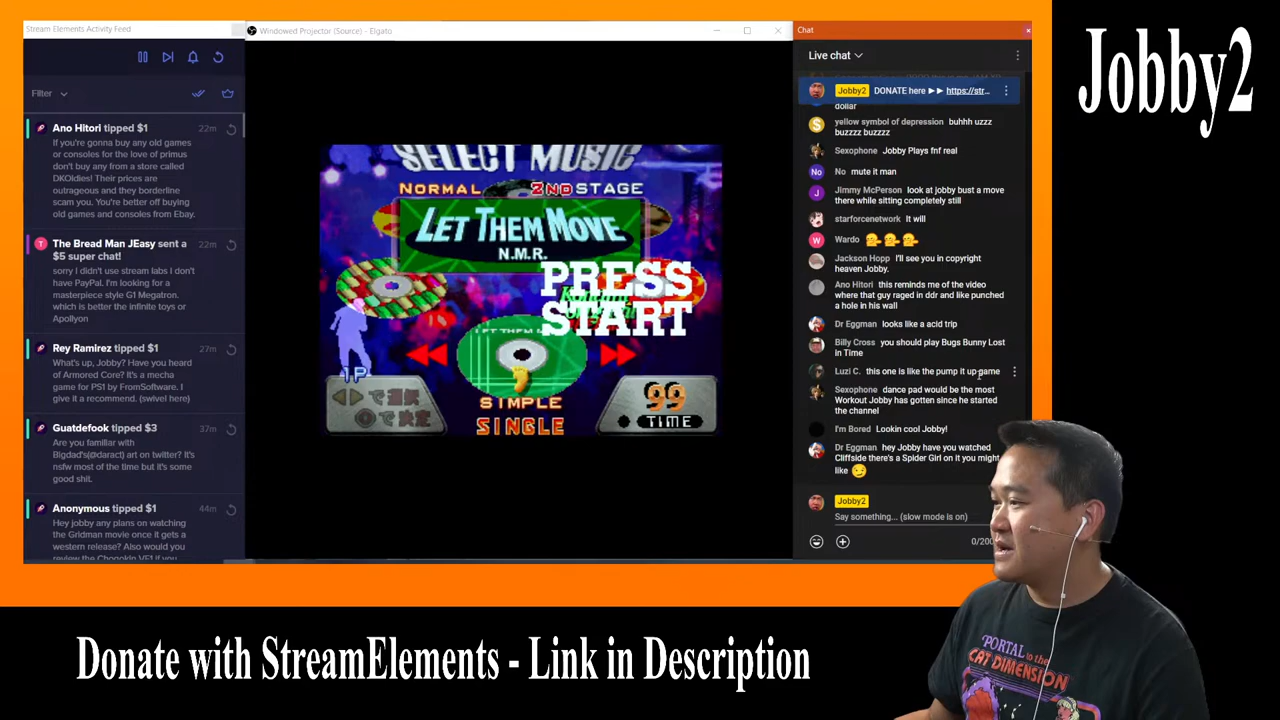 Stream Elements Activity Feed
Filter
Ano Hitori tipped $1
22m
If you're gonna buy any old games
or consoles for the love of primus
don't buy any from a store called
DKOldies! Their prices are
outrageous and they borderline
scam you. You're better off buying
old games and consoles from Ebay.
T
The Bread Man JEasy sent a
$5 super chat!
22m
sorry I didn't use stream labs I don't
have PayPal. I'm looking for a
masterpiece style G1 Megatron.
which is better the infinite toys or
Apollyon
Rey Ramirez tipped $1
27m
What's up, Jobby? Have you heard
of Armored Core? It's a mecha
game for PS1 by FromSoftware. I
give it a recommend. (swivel here)
Guatdefook tipped $3
37m
Are you familiar with
Bigdad's(@daract) art on twitter? It's
nsfw most of the time but it's some
good shit.
Anonymous tipped $1
44m
Hey jobby any plans on watching
the Gridman movie once it gets a
western release? Also would you
Windowed Projector (Source) - Elgato
SELECT MUSIC
NORMAL 2ND STAGE
LET THEM MOVE
N.M.R.
PRESS
START
LET THEM
1P
で選択
で決定
SIMPLE
SINGLE
99
TIME
Chat
Live chat
Jobby2 DONATE here ►► https://str...
dollar
yellow symbol of depression buhhh uzzz
buzzzz buzzzz
Sexophone Jobby Plays fnf real
No No mute it man
J Jimmy McPerson look at jobby bust a move
there while sitting completely still
starforcenetwork It will
W Wardo
Jackson Hopp I'll see you in copyright
heaven Jobby.
Ano Hitori this reminds me of the video
where that guy raged in ddr and like punched
a hole in his wall
Dr Eggman looks like a acid trip
Billy Cross you should play Bugs Bunny Lost
in Time
Luzi C. this one is like the pump it up game
Sexophone dance pad would be the most
Workout Jobby has gotten since he started
the channel
I'm Bored Lookin cool Jobby!
Dr Eggman hey Jobby have you watched
Cliffside there's a Spider Girl on it you might
like
Jobby2
Say something... (slow mode is on)
0/200
Jobby2
PORTAL to the
CAT DIMENSION
Donate with StreamElements - Link in Description